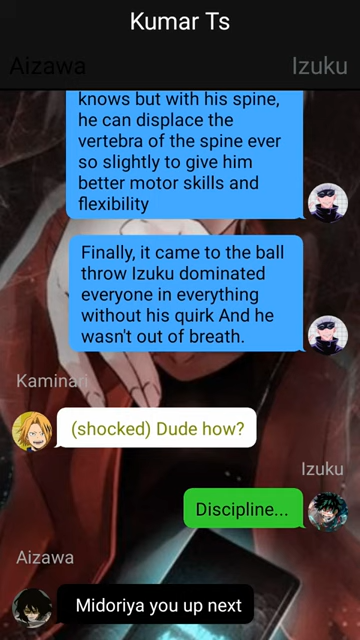 Kumar Ts
Aizawa
Izuku
knows but with his spine,
he can displace the
vertebra of the spine ever
so slightly to give him
better motor skills and
flexibility
Finally, it came to the ball
throw Izuku dominated
everyone in everything
without his quirk And he
wasn't out of breath.
Kaminari
(shocked) Dude how?
Izuku
Discipline...
Aizawa
Midoriya you up next